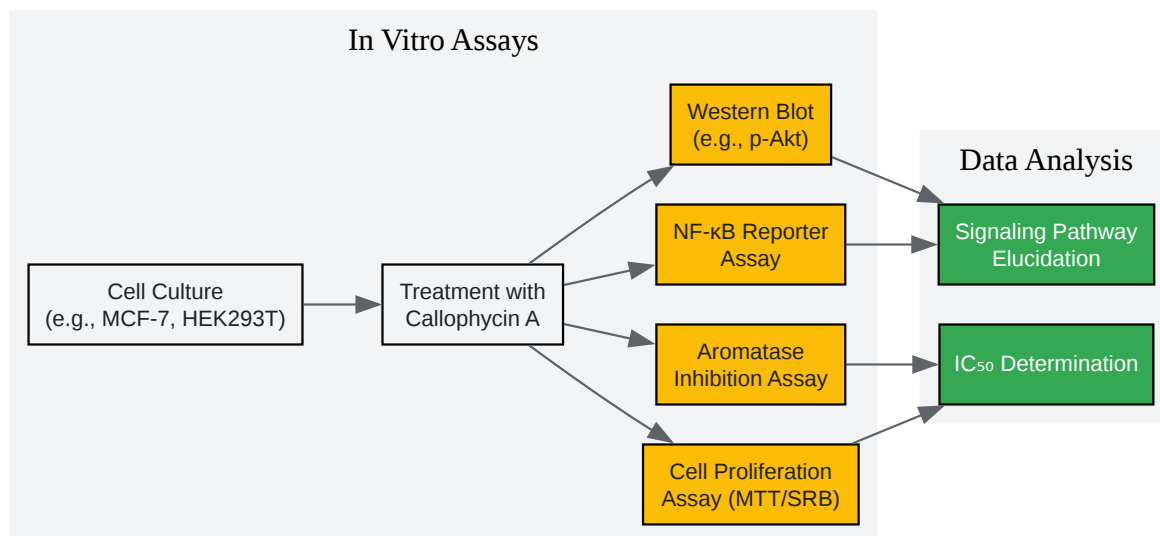 In Vitro Assays
Western Blot
(e.g., p-Akt)
Data Analysis
NF-κB Reporter
Assay
Signaling Pathway
Elucidation
Cell Culture
(e.g., MCF-7, HEK293T)
Treatment with
Callophycin A
Aromatase
Inhibition Assay
IC₅₀ Determination
Cell Proliferation
Assay (MTT/SRB)